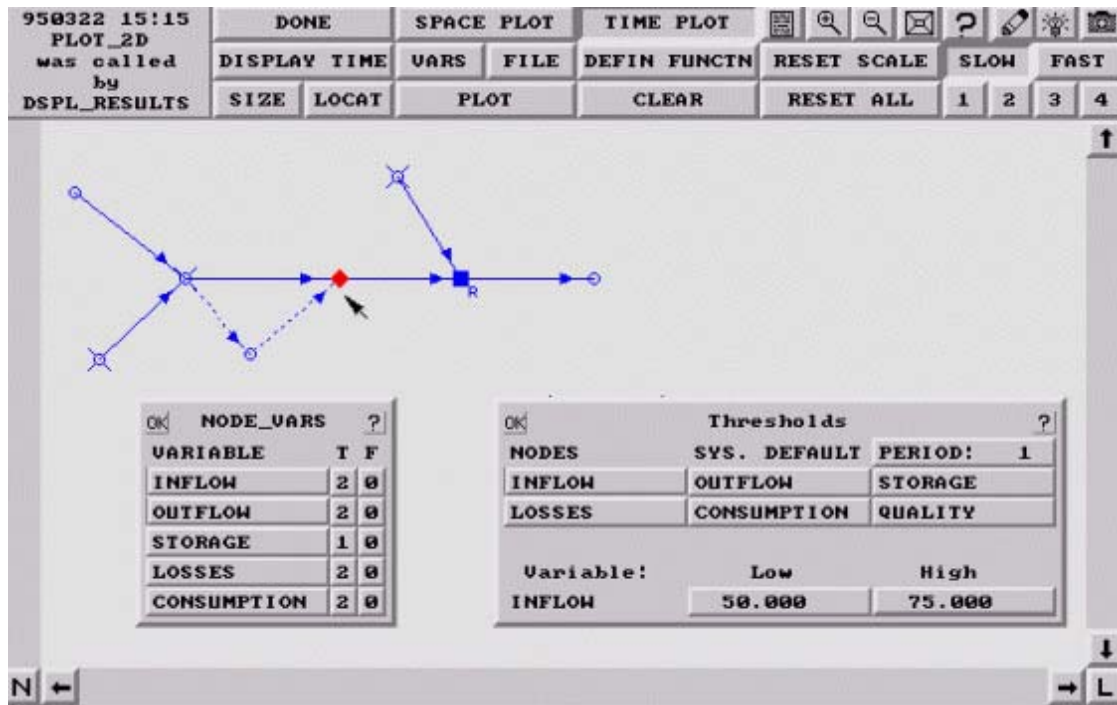 950322 15:15
PLOT_2D
was called
by
DSPL_RESULTS
DONE SPACE PLOT TIME PLOT ?
DISPLAY TIME VARS FILE DEFIN FUNCTN RESET SCALE SLOW FAST
SIZE LOCAT PLOT CLEAR RESET ALL 1 2 3 4
R
OK NODE_VARS ?
VARIABLE T F
INFLOW 2 0
OUTFLOW 2 0
STORAGE 1 0
LOSSES 2 0
CONSUMPTION 2 0
OK Thresholds ?
NODES SYS. DEFAULT PERIOD: 1
INFLOW OUTFLOW STORAGE
LOSSES CONSUMPTION QUALITY
Variable: Low High
INFLOW 50.000 75.000
N L